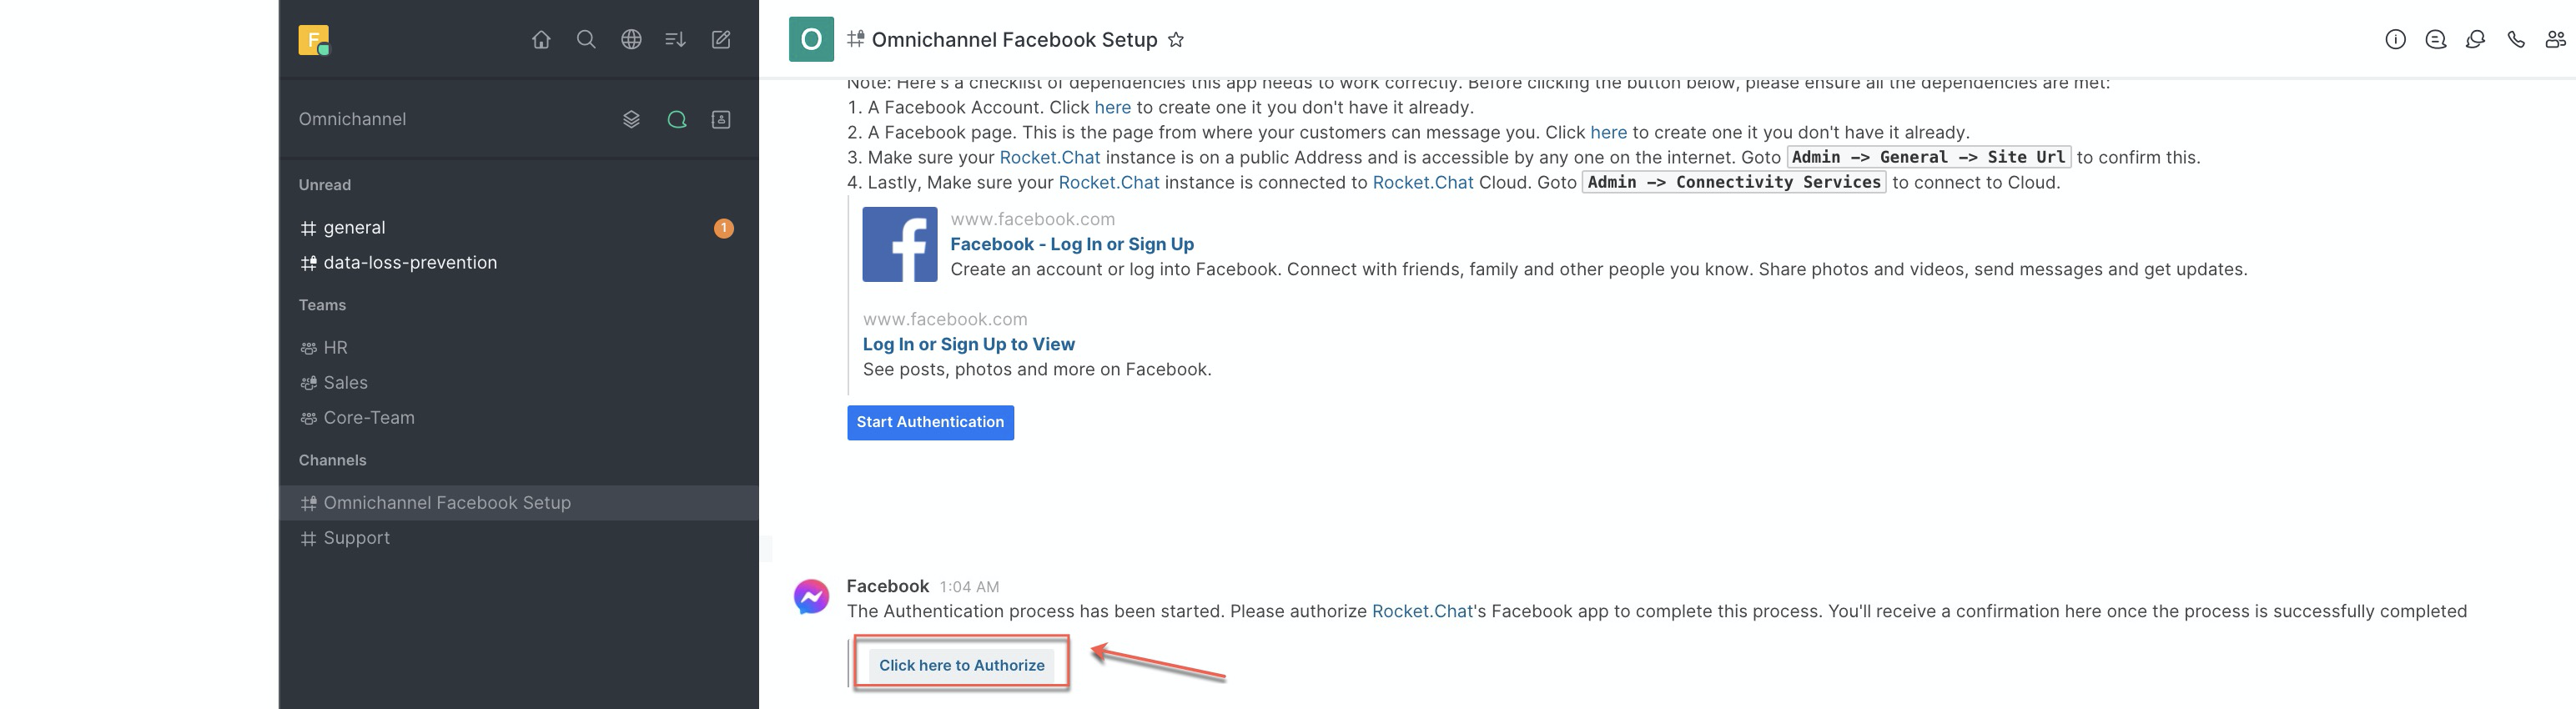 F
Omnichannel
Unread
general
1
data-loss-prevention
Teams
HR
Sales
Core-Team
Channels
Omnichannel Facebook Setup
Support
O
Omnichannel Facebook Setup
Note: Here's a checklist of dependencies this app needs to work correctly. Before clicking the button below, please ensure all the dependencies are met:
1. A Facebook Account. Click here to create one it you don't have it already.
2. A Facebook page. This is the page from where your customers can message you. Click here to create one it you don't have it already.
3. Make sure your Rocket.Chat instance is on a public Address and is accessible by any one on the internet. Goto Admin -> General -> Site Url to confirm this.
4. Lastly, Make sure your Rocket.Chat instance is connected to Rocket.Chat Cloud. Goto Admin -> Connectivity Services to connect to Cloud.
www.facebook.com
Facebook - Log In or Sign Up
Create an account or log into Facebook. Connect with friends, family and other people you know. Share photos and videos, send messages and get updates.
www.facebook.com
Log In or Sign Up to View
See posts, photos and more on Facebook.
Start Authentication
Facebook 1:04 AM
The Authentication process has been started. Please authorize Rocket.Chat's Facebook app to complete this process. You'll receive a confirmation here once the process is successfully completed
Click here to Authorize